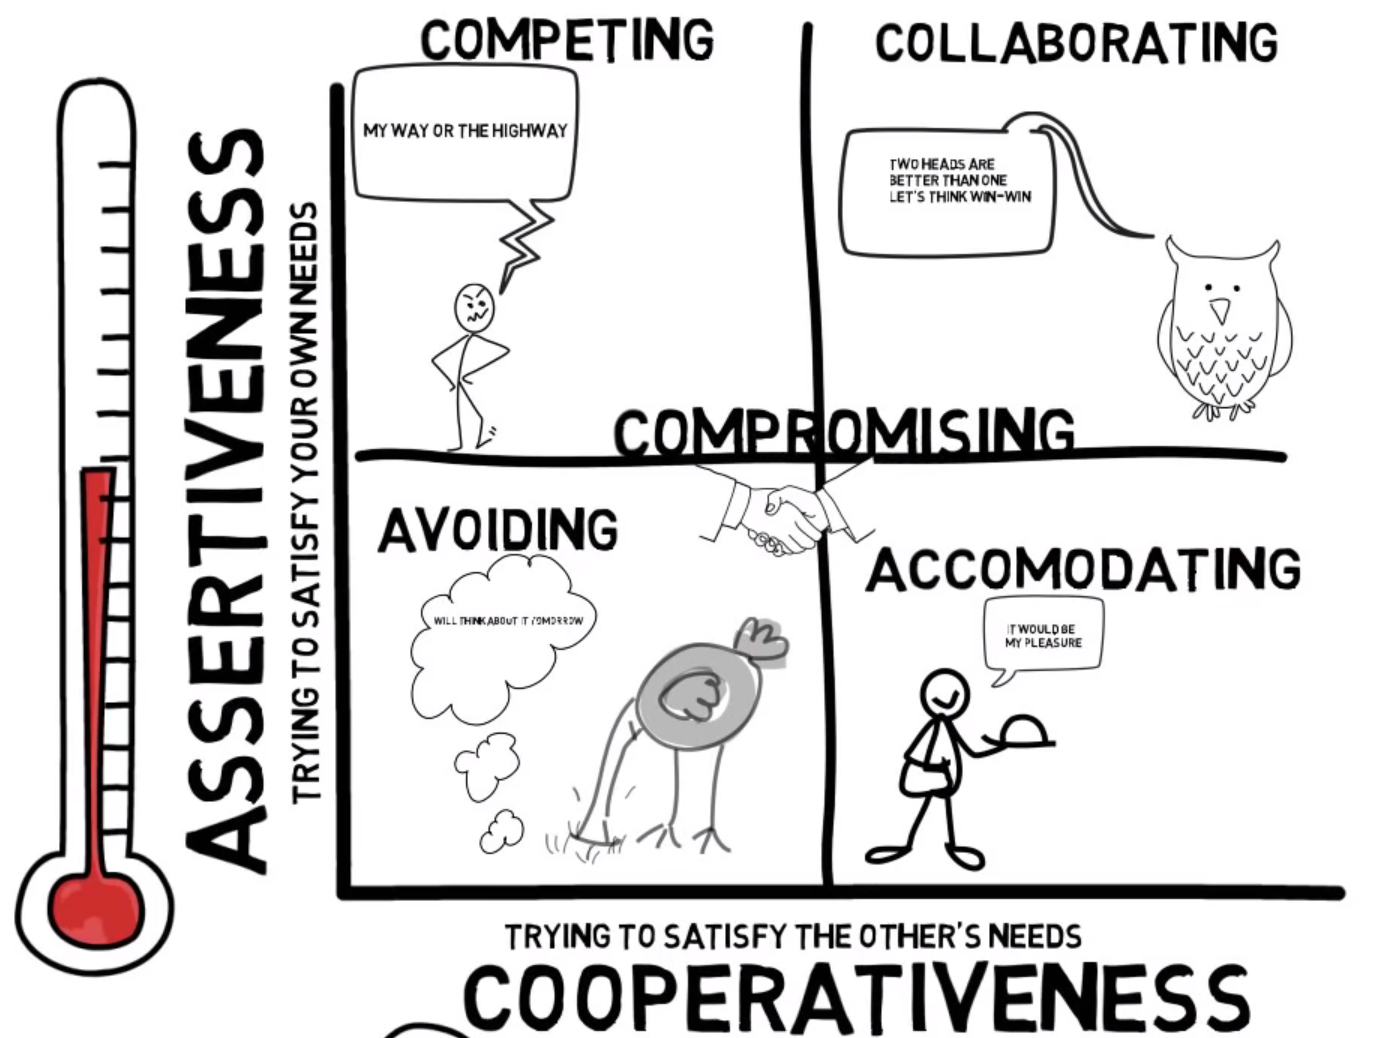 COMPETING
COLLABORATING
MY WAY OR THE HIGHWAY
TWO HEADS ARE
BETTER THAN ONE
LET'S THINK WIN-WIN
ASSERTIVENESS
TRYING TO SATISFY YOUR OWN NEEDS
COMPROMISING
AVOIDING
ACCOMODATING
WILL THINK ABOUT IT TOMORROW
IT WOULD BE
MY PLEASURE
TRYING TO SATISFY THE OTHER'S NEEDS
COOPERATIVENESS